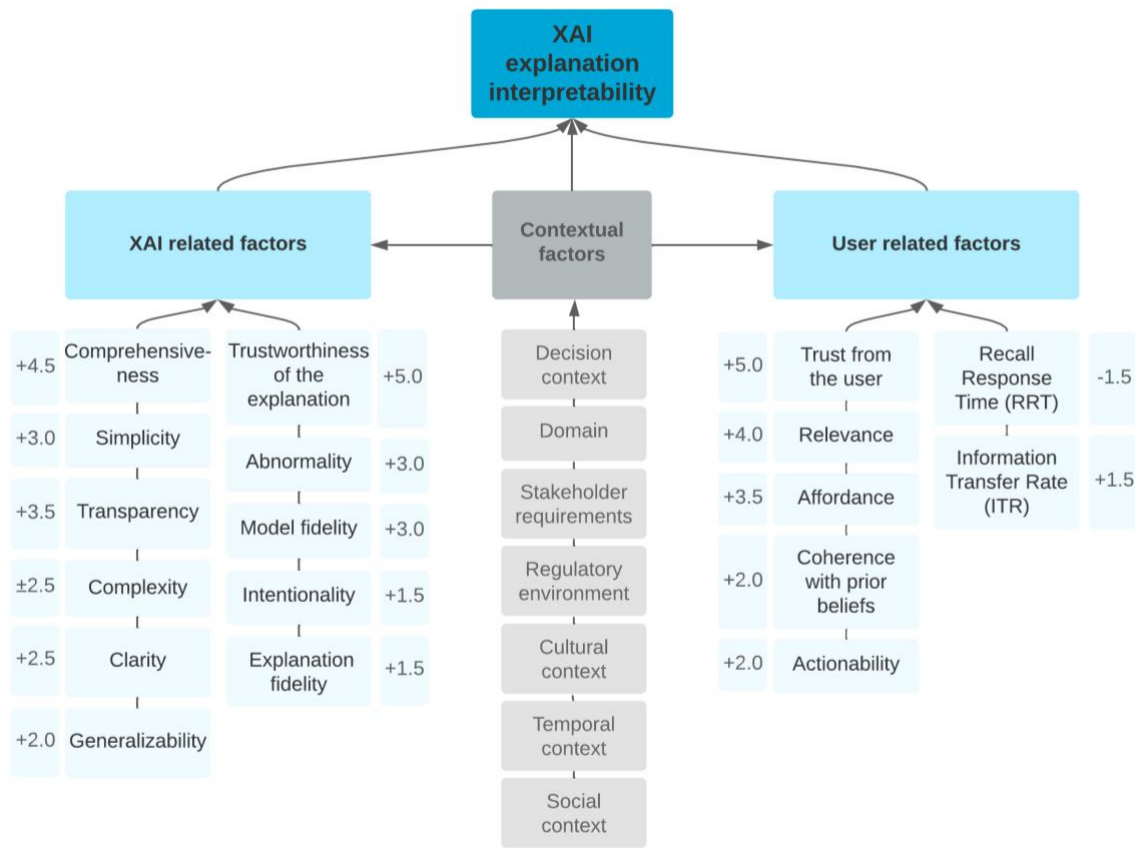 XAI
explanation
interpretability
XAI related factors
Contextual
factors
User related factors
+4.5
Comprehensive-
ness
+3.0
Simplicity
+3.5
Transparency
±2.5
Complexity
+2.5
Clarity
+2.0
Generalizability
Trustworthiness
of the
explanation
+5.0
Abnormality
+3.0
Model fidelity
+3.0
Intentionality
+1.5
Explanation
fidelity
+1.5
Decision
context
Domain
Stakeholder
requirements
Regulatory
environment
Cultural
context
Temporal
context
Social
context
+5.0
Trust from
the user
+4.0
Relevance
+3.5
Affordance
+2.0
Coherence
with prior
beliefs
+2.0
Actionability
Recall
Response
Time (RRT)
-1.5
Information
Transfer Rate
(ITR)
+1.5